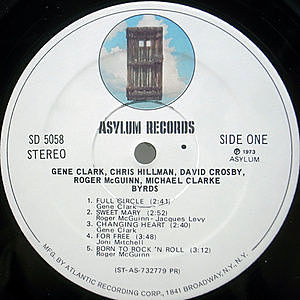 ASYLUM RECORDS
SD 5058
STEREO
SIDE ONE
℗ 1973
ASYLUM
GENE CLARK, CHRIS HILLMAN, DAVID CROSBY,
ROGER McGUINN, MICHAEL CLARKE
BYRDS
1. FULL CIRCLE (2:41)
Gene Clark
2. SWEET MARY (2:52)
Roger McGuinn-Jacques Levy
3. CHANGING HEART (2:40)
Gene Clark
4. FOR FREE (3:48)
Joni Mitchell
5. BORN TO ROCK 'N ROLL (3:12)
Roger McGuinn
(ST-AS-732779 PR)
MFG. BY ATLANTIC RECORDING CORP., 1841 BROADWAY, N.Y., N.Y.